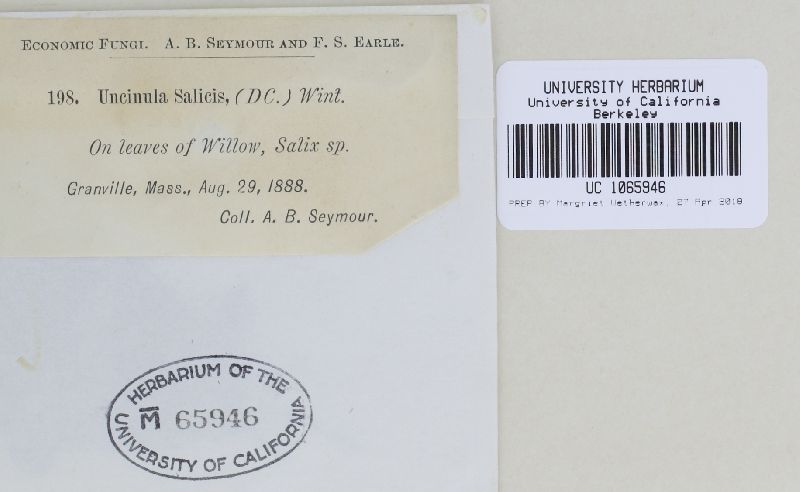 ECONOMIC FUNGI. A. B. SEYMOUR AND F. S. EARLE.
198. Uncinula Salicis, (DC.) Wint.
On leaves of Willow, Salix sp.
Granville, Mass., Aug. 29, 1888.
Coll. A. B. Seymour.
UNIVERSITY HERBARIUM
University of California
Berkeley
UC 1065946
PREP BY Margriet Wetherwax, 27 Apr 2018
HERBARIUM OF THE
M̅ 65946
UNIVERSITY OF CALIFORNIA